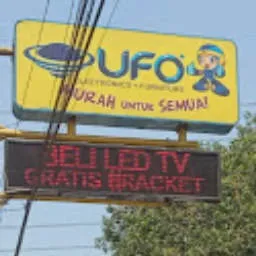 UFO
ELECTRONICS • FURNITURE
MURAH UNTUK SEMUA!
BELI LED TV
GRATIS BRACKET